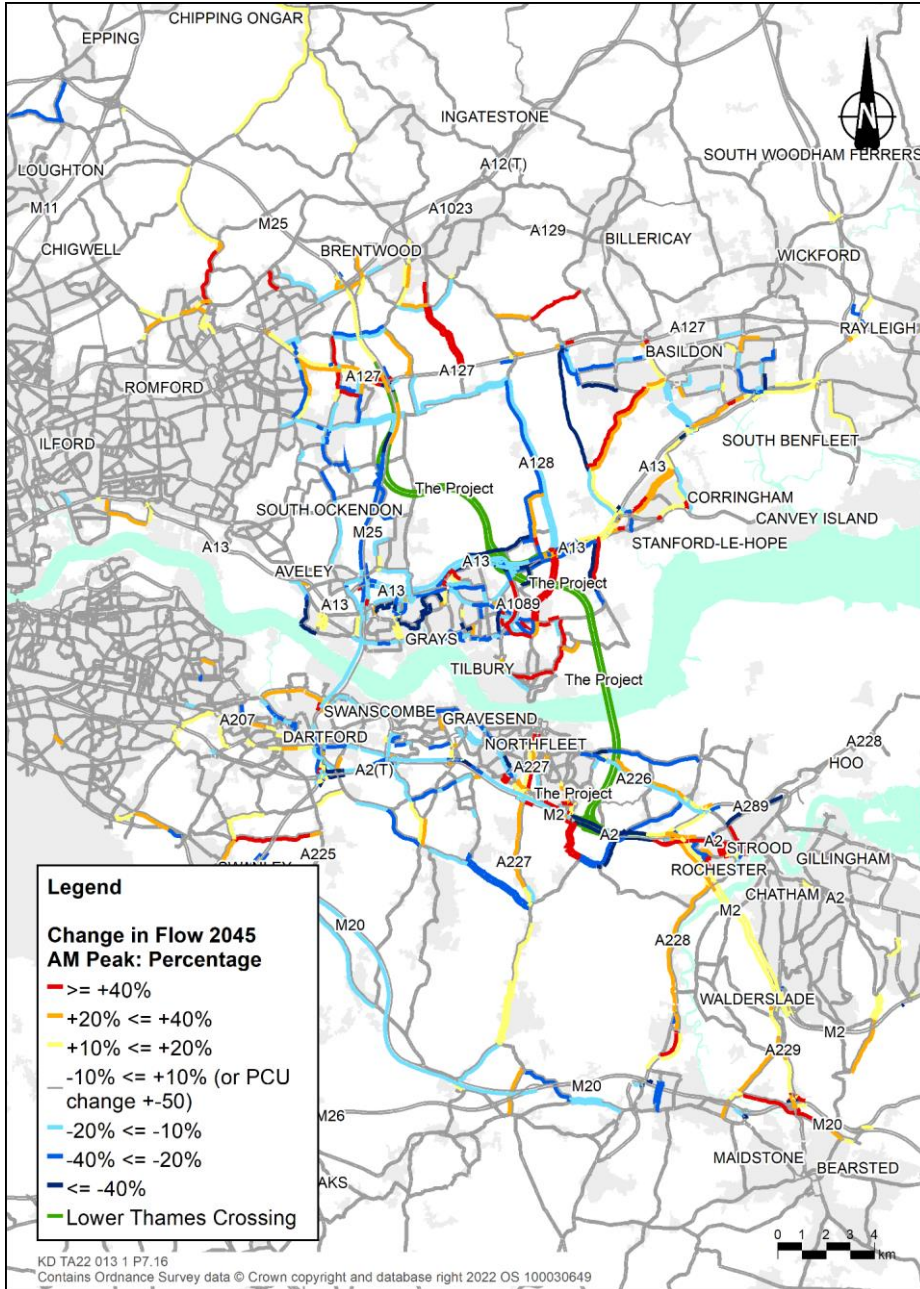 CHIPPING ONGAR
EPPING
INGATESTONE
N
LOUGHTON
A12(T)
SOUTH WOODHAM FERRERS
M11
M25
A1023
CHIGWELL
A129
BILLERICAY
BRENTWOOD
WICKFORD
A127
RAYLEIGH
BASILDON
ROMFORD
A127
A127
ILFORD
SOUTH BENFLEET
A128
A13
The Project
CORRINGHAM
SOUTH OCKENDON
CANVEY ISLAND
M25
STANFORD-LE-HOPE
A13
A13
A13
AVELEY
The Project
A13
A1089
GRAYS
TILBURY
The Project
SWANSCOMBE
GRAVESEND
A207
DARTFORD
NORTHFLEET
A228
HOO
A2(T)
A227
A226
The Project
A289
M2
A2
A2
STROOD
A225
GILLINGHAM
A227
ROCHESTER
CHATHAM
A2
M2
M20
A228
WALDERSLADE
M2
A229
M20
M26
M20
MAIDSTONE
BEARSTED
AKS
Legend
Change in Flow 2045
AM Peak: Percentage
>= +40%
+20% <= +40%
+10% <= +20%
-10% <= +10% (or PCU
change +-50)
-20% <= -10%
-40% <= -20%
<= -40%
Lower Thames Crossing
0 1 2 3 4
km
KD TA22 013 1 P7.16
Contains Ordnance Survey data © Crown copyright and database right 2022 OS 100030649